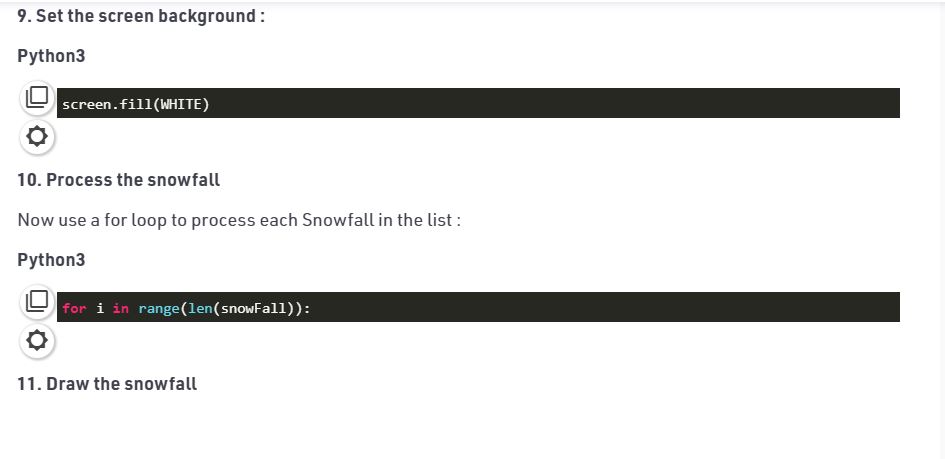 9. Set the screen background :
Python3
screen.fill(WHITE)
10. Process the snowfall
Now use a for loop to process each Snowfall in the list :
Python3
for i in range(len(snowFall)):
11. Draw the snowfall